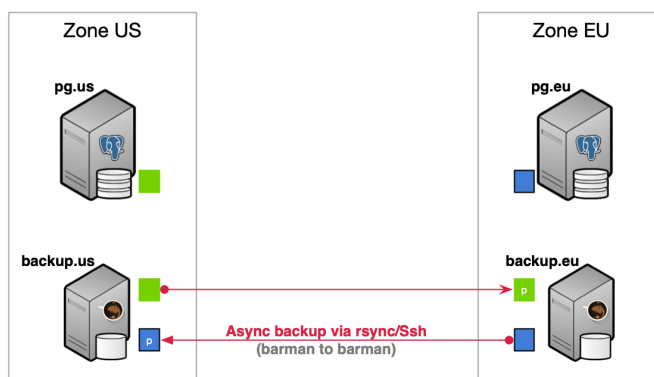 Zone US
Zone EU
pg.us
pg.eu
backup.us
backup.eu
p
Async backup via rsync/Ssh
p
(barman to barman)